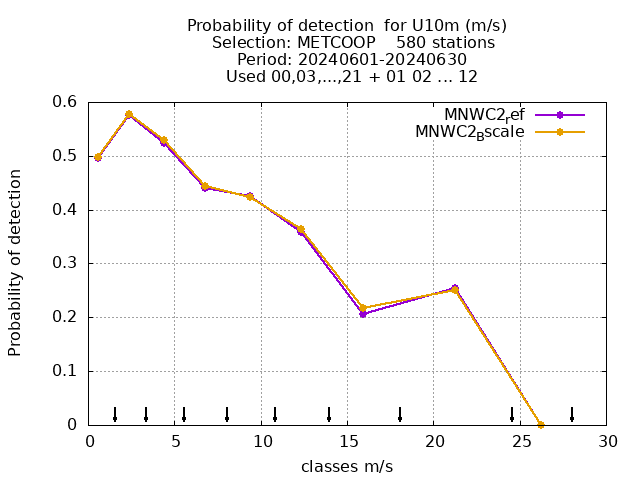 Probability of detection  for U10m (m/s)
Selection: METCOOP    580 stations
Period: 20240601-20240630
Used 00,03,...,21 + 01 02 ... 12
MNWC2ref
MNWC2Bscale
0.6
0.5
0.4
0.3
0.2
0.1
0
Probability of detection
0 5 10 15 20 25 30
classes m/s